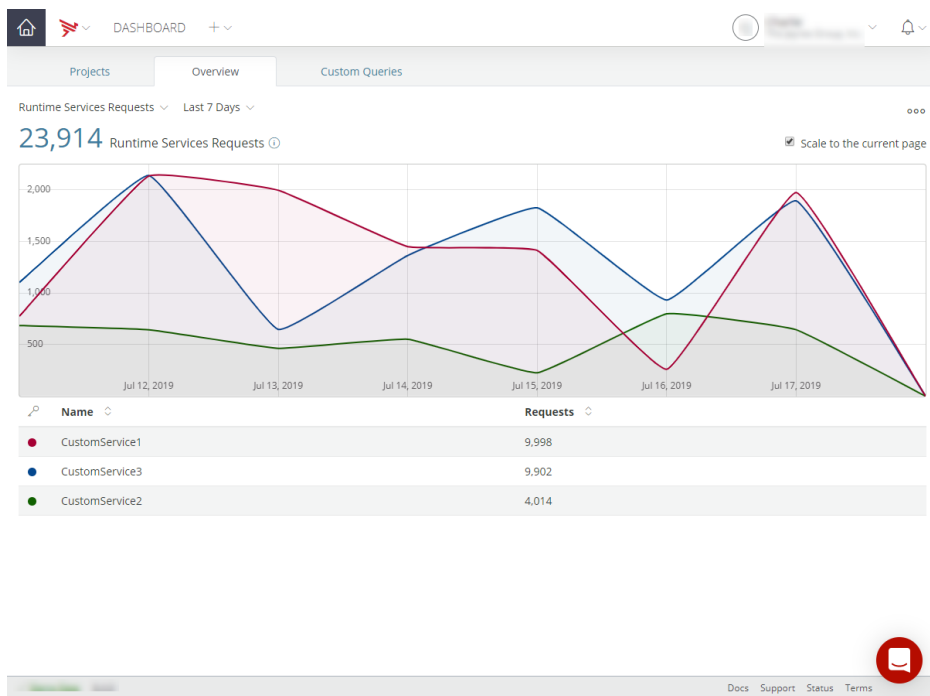 DASHBOARD +
Projects Overview Custom Queries
Runtime Services Requests Last 7 Days
23,914 Runtime Services Requests
Scale to the current page
2,000
1,500
1,000
500
Jul 12, 2019 Jul 13, 2019 Jul 14, 2019 Jul 15, 2019 Jul 16, 2019 Jul 17, 2019
Name Requests
CustomService1 9,998
CustomService3 9,902
CustomService2 4,014
Docs Support Status Terms